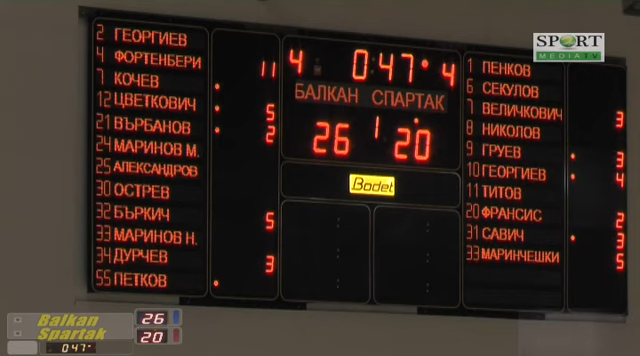 SPORT
MEDIA TV
2 ГЕОРГИЕВ
4 ФОРТЕНБЕРИ 11
7 КОЧЕВ
12 ЦВЕТКОВИЧ 5
21 ВЪРБАНОВ 2
24 МАРИНОВ М.
25 АЛЕКСАНДРОВ
30 ОСТРЕВ
32 БЪРКИЧ 5
33 МАРИНОВ Н.
34 ДУРЧЕВ 3
55 ПЕТКОВ
4 0:47 4
БАЛКАН СПАРТАК
26 1 20
Bodet
1 ПЕНКОВ
6 СЕКУЛОВ
7 ВЕЛИЧКОВИЧ 3
8 НИКОЛОВ
9 ГРУЕВ 3
10 ГЕОРГИЕВ 4
11 ТИТОВ
20 ФРАНСИС 2
31 САВИЧ 3
33 МАРИНЧЕШКИ 5
Balkan 26
Spartak 20
0:47